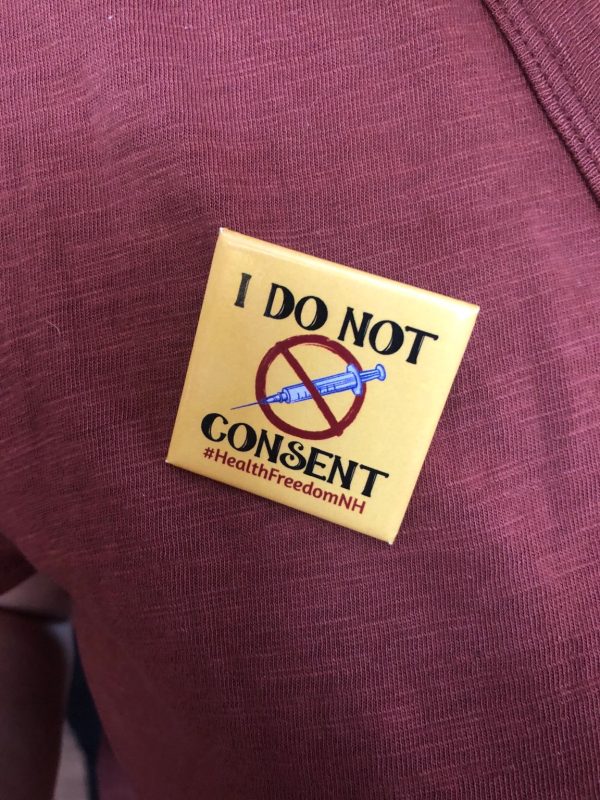 I DO NOT
CONSENT
#HealthFreedomNH